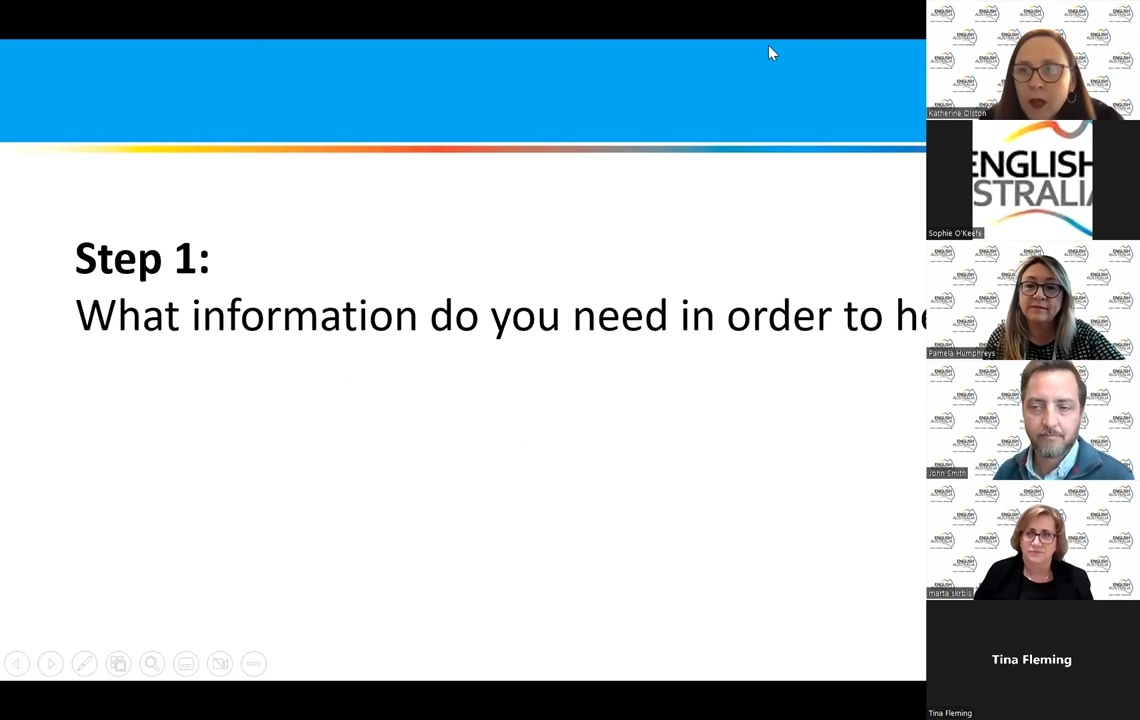 Step 1:
What information do you need in order to he
Katherine Olston
ENGLISH
STRALIA
Sophie O'Keefe
Pamela Humphreys
John Smith
marta skrbis
Tina Fleming
Tina Fleming